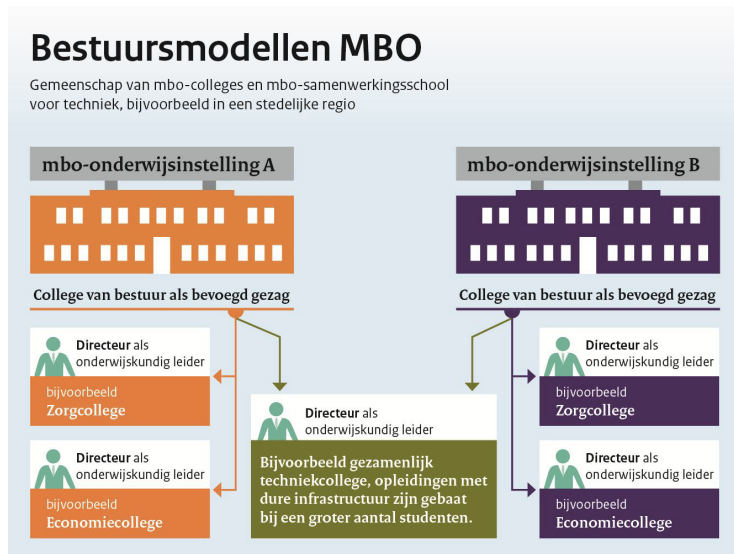 Bestuursmodellen MBO
Gemeenschap van mbo-colleges en mbo-samenwerkingsschool
voor techniek, bijvoorbeeld in een stedelijke regio
mbo-onderwijsinstelling A
College van bestuur als bevoegd gezag
Directeur als
onderwijskundig leider
bijvoorbeeld
Zorgcollege
Directeur als
onderwijskundig leider
bijvoorbeeld
Economiecollege
Directeur als
onderwijskundig leider
Bijvoorbeeld gezamenlijk
techniekcollege, opleidingen met
dure infrastructuur zijn gebaat
bij een groter aantal studenten.
mbo-onderwijsinstelling B
College van bestuur als bevoegd gezag
Directeur als
onderwijskundig leider
bijvoorbeeld
Zorgcollege
Directeur als
onderwijskundig leider
bijvoorbeeld
Economiecollege